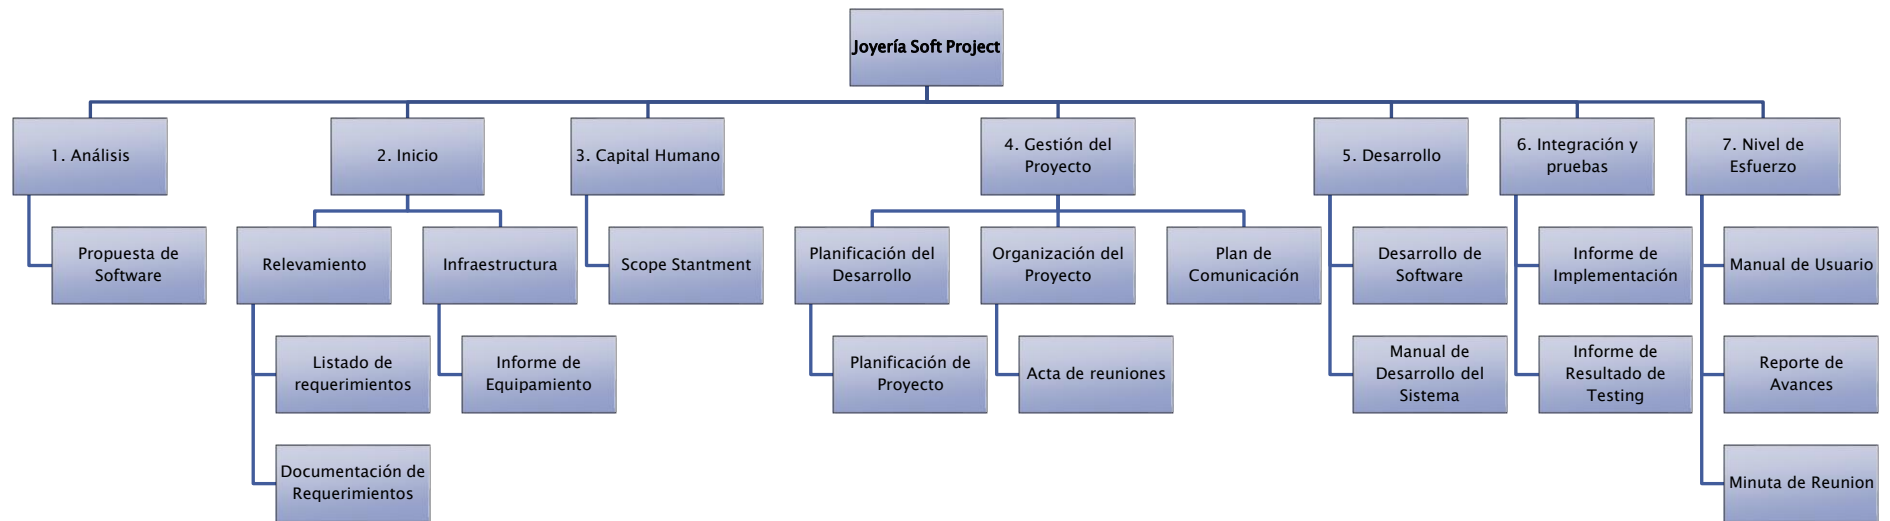 Joyería Soft Project
1. Análisis
2. Inicio
3. Capital Humano
4. Gestión del
Proyecto
5. Desarrollo
6. Integración y
pruebas
7. Nivel de
Esfuerzo
Propuesta de
Software
Relevamiento
Infraestructura
Scope Stantment
Planificación del
Desarrollo
Organización del
Proyecto
Plan de
Comunicación
Desarrollo de
Software
Informe de
Implementación
Manual de Usuario
Listado de
requerimientos
Informe de
Equipamiento
Planificación de
Proyecto
Acta de reuniones
Manual de
Desarrollo del
Sistema
Informe de
Resultado de
Testing
Reporte de
Avances
Documentación de
Requerimientos
Minuta de Reunion